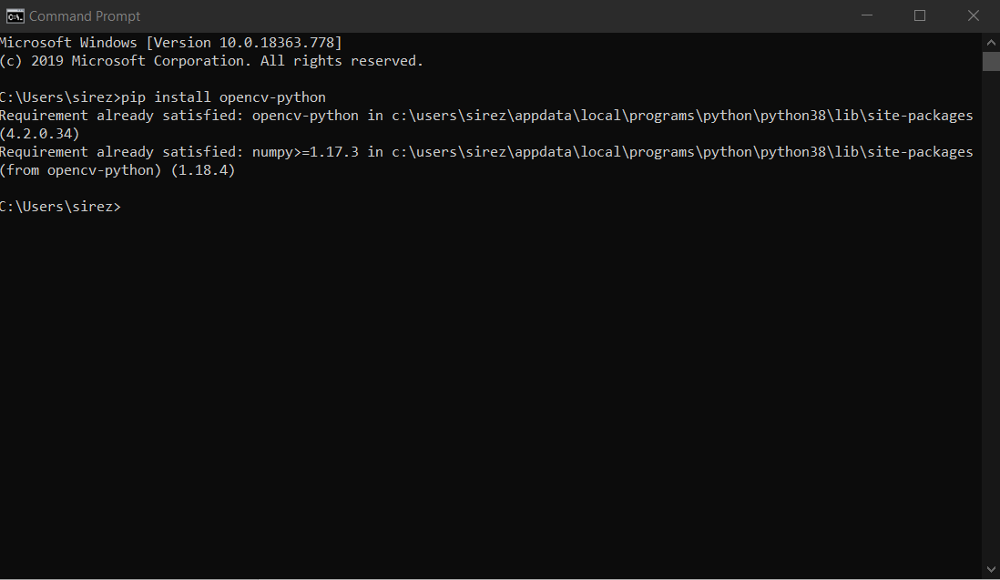 Command Prompt
Microsoft Windows [Version 10.0.18363.778]
(c) 2019 Microsoft Corporation. All rights reserved.
C:\Users\sirez>pip install opencv-python
Requirement already satisfied: opencv-python in c:\users\sirez\appdata\local\programs\python\python38\lib\site-packages
(4.2.0.34)
Requirement already satisfied: numpy>=1.17.3 in c:\users\sirez\appdata\local\programs\python\python38\lib\site-packages
(from opencv-python) (1.18.4)
C:\Users\sirez>